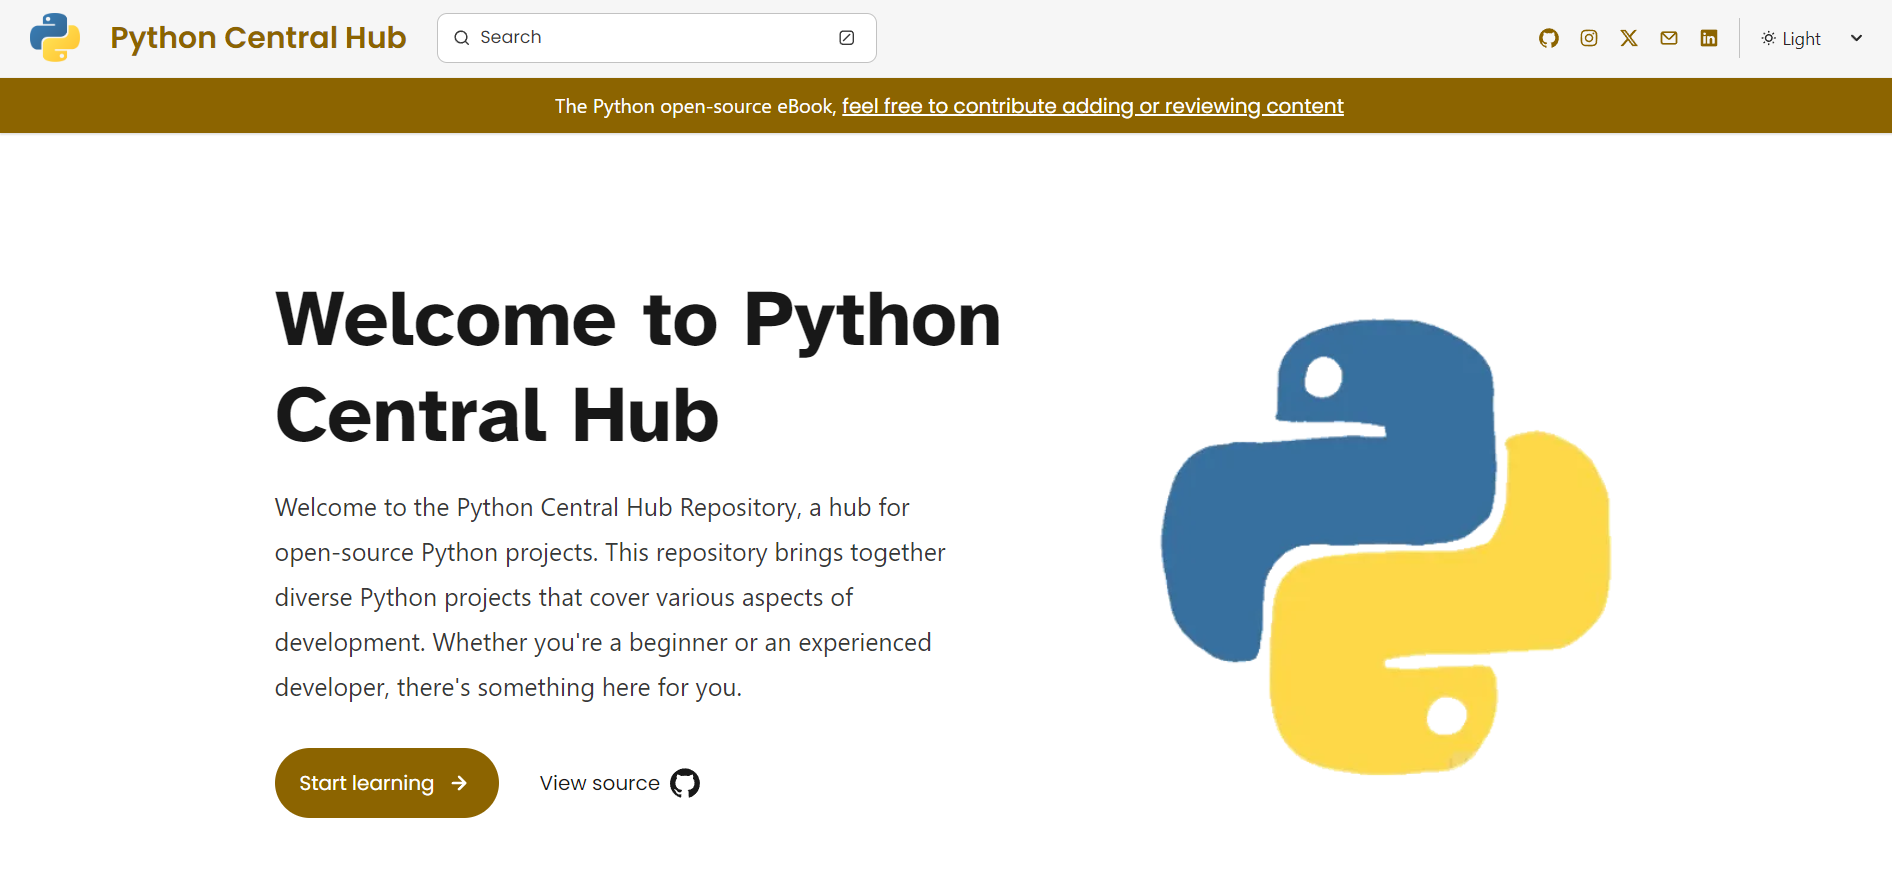 Python Central Hub
Search
Light
The Python open-source eBook, feel free to contribute adding or reviewing content
Welcome to Python
Central Hub
Welcome to the Python Central Hub Repository, a hub for
open-source Python projects. This repository brings together
diverse Python projects that cover various aspects of
development. Whether you're a beginner or an experienced
developer, there's something here for you.
Start learning
View source